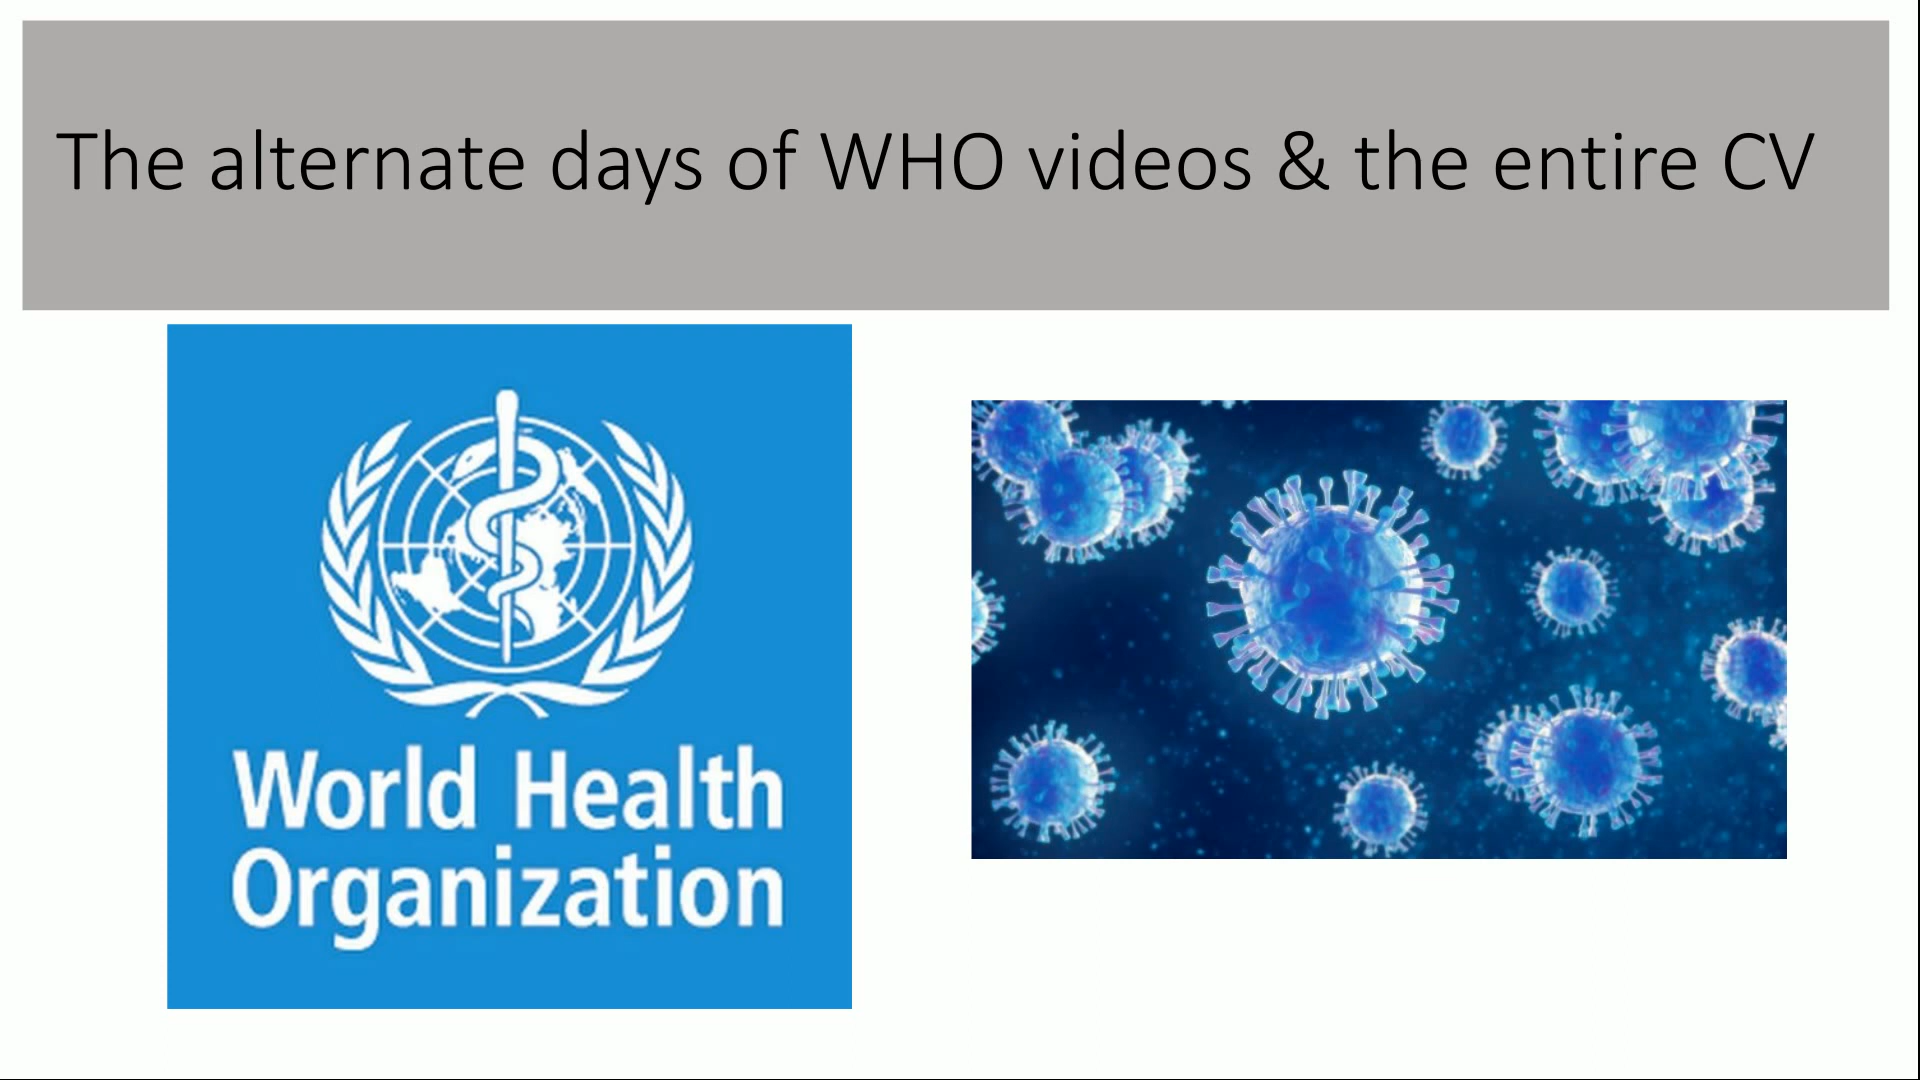 The alternate days of WHO videos & the entire CV
World Health
Organization